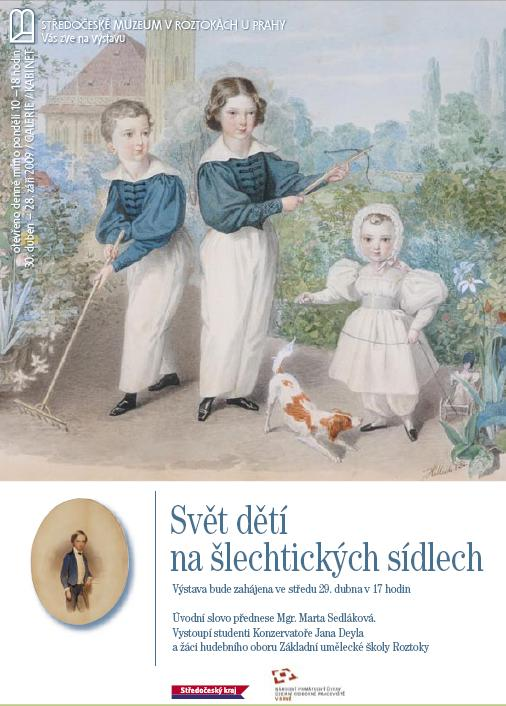 STŘEDOČESKÉ MUZEUM V ROZTOKÁCH U PRAHY
Vás zve na výstavu
otevřeno denně mimo pondělí 10 – 18 hodin
30. duben – 28. září 2009 / GALERIE / KABINET
Svět dětí
na šlechtických sídlech
Výstava bude zahájena ve středu 29. dubna v 17 hodin
Úvodní slovo přednese Mgr. Marta Sedláková.
Vystoupí studenti Konzervatoře Jana Deyla
a žáci hudebního oboru Základní umělecké školy Roztoky
Středočeský kraj
NÁRODNÍ PAMÁTKOVÝ ÚSTAV
ÚZEMNÍ ODBORNÉ PRACOVIŠTĚ
V BRNĚ